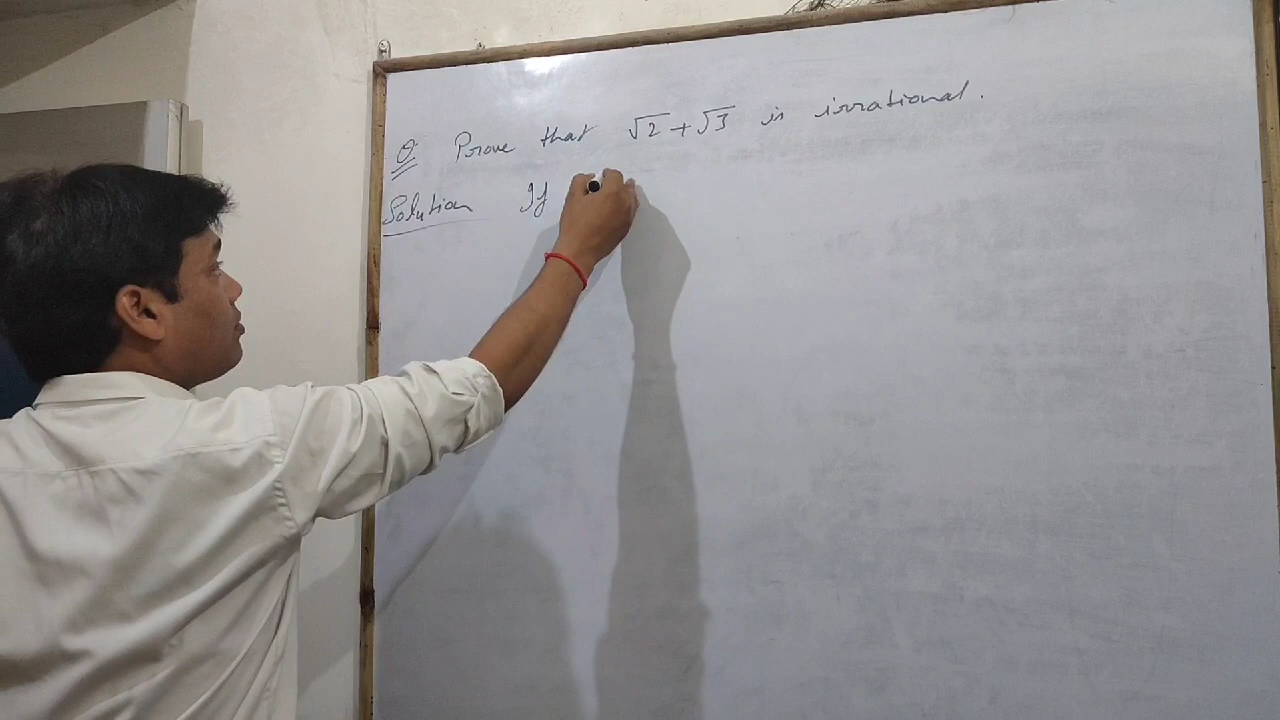 Q Prove that √2 + √3 is irrational.
Solution If